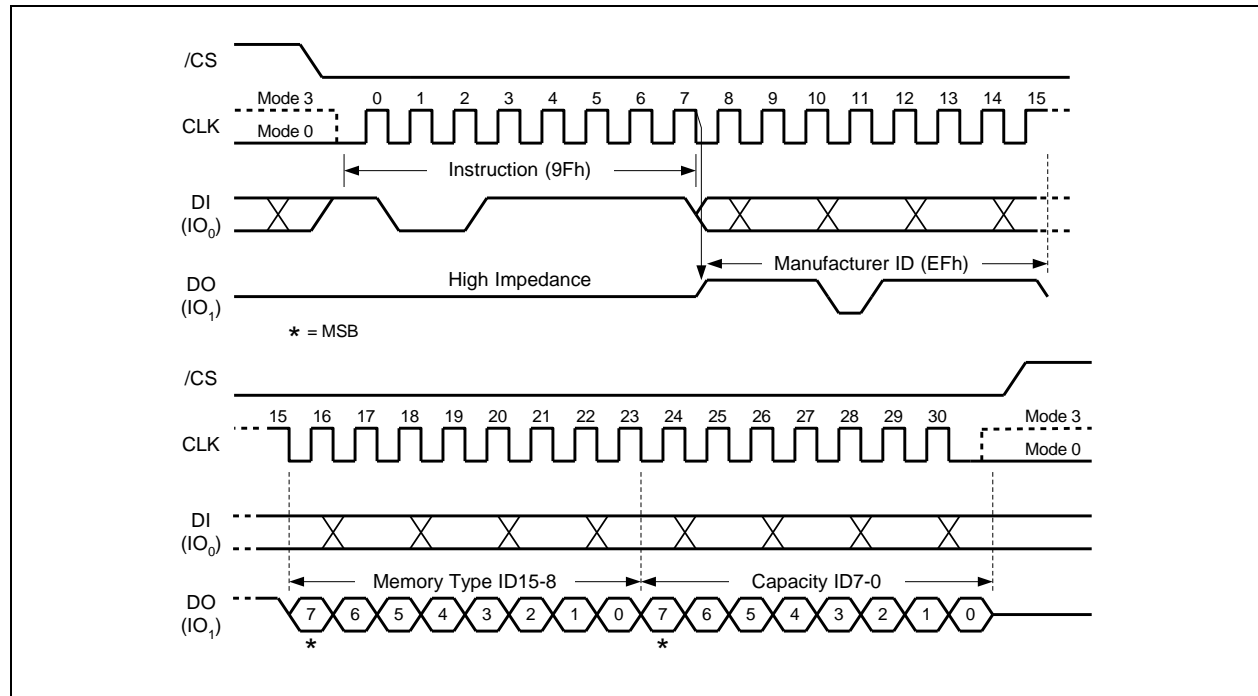 /CS
Mode 3 0 1 2 3 4 5 6 7 8 9 10 11 12 13 14 15
CLK
Mode 0
Instruction (9Fh)
DI
(IO0)
Manufacturer ID (EFh)
High Impedance
DO
(IO1)
* = MSB
/CS
15 16 17 18 19 20 21 22 23 24 25 26 27 28 29 30 Mode 3
CLK
Mode 0
DI
(IO0)
Memory Type ID15-8 Capacity ID7-0
DO
(IO1)
7 6 5 4 3 2 1 0 7 6 5 4 3 2 1 0
* *